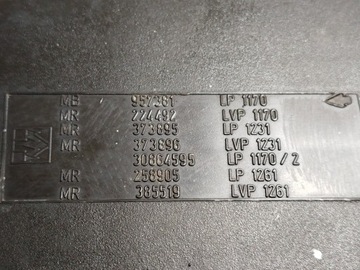 MB 957361 LP 1170
MR 224492 LVP 1170
MR 373895 LP 1231
MR 373896 LVP 1231
30864595 LP 1170 / 2
MR 258905 LP 1261
MR 385519 LVP 1261